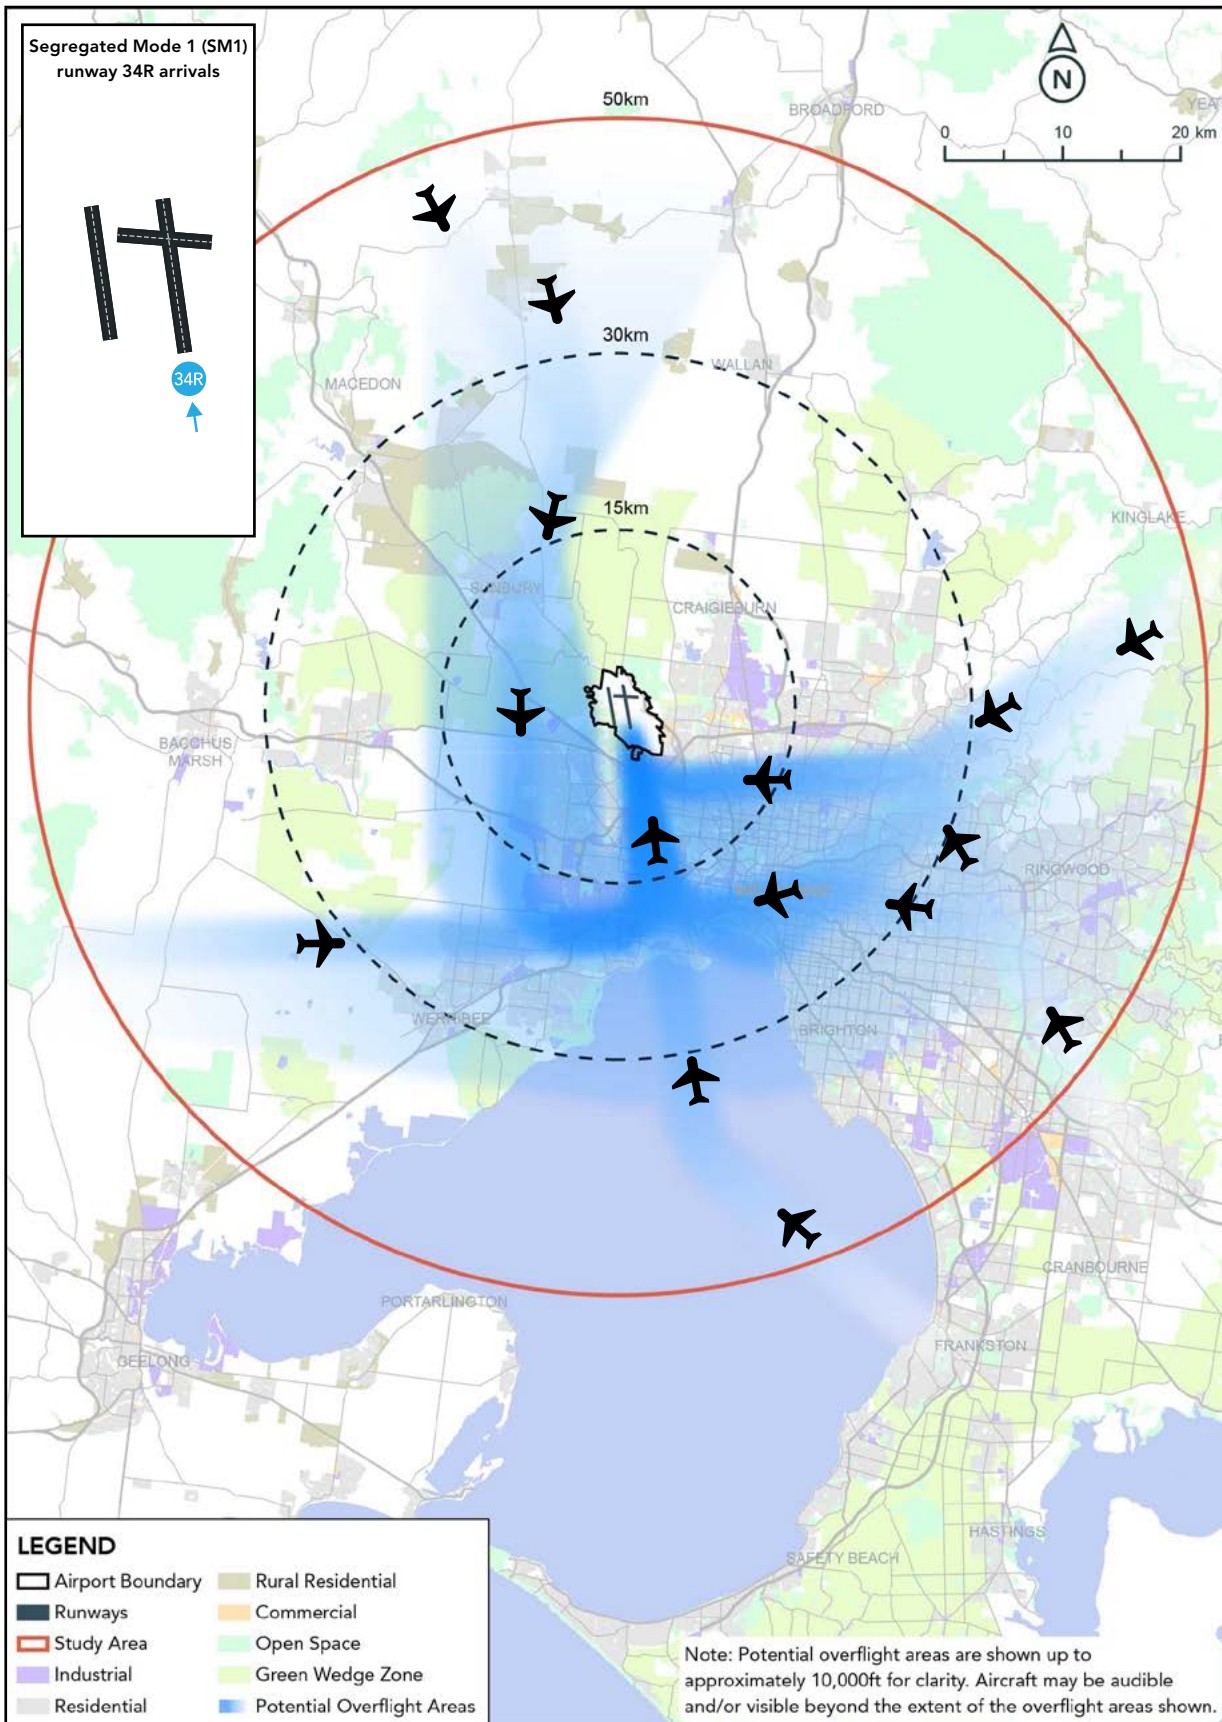 Segregated Mode 1 (SM1)
runway 34R arrivals
34R
N
0 10 20 km
50km
BROADFORD
YEA
30km
WALLAN
MACEDON
15km
KINGLAKE
SUNBURY
CRAIGIEBURN
BACCHUS
MARSH
RINGWOOD
WERRIBEE
BRIGHTON
CRANBOURNE
PORTARLINGTON
FRANKSTON
GEELONG
HASTINGS
SAFETY BEACH
LEGEND
Airport Boundary
Runways
Study Area
Industrial
Residential
Rural Residential
Commercial
Open Space
Green Wedge Zone
Potential Overflight Areas
Note: Potential overflight areas are shown up to
approximately 10,000ft for clarity. Aircraft may be audible
and/or visible beyond the extent of the overflight areas shown.